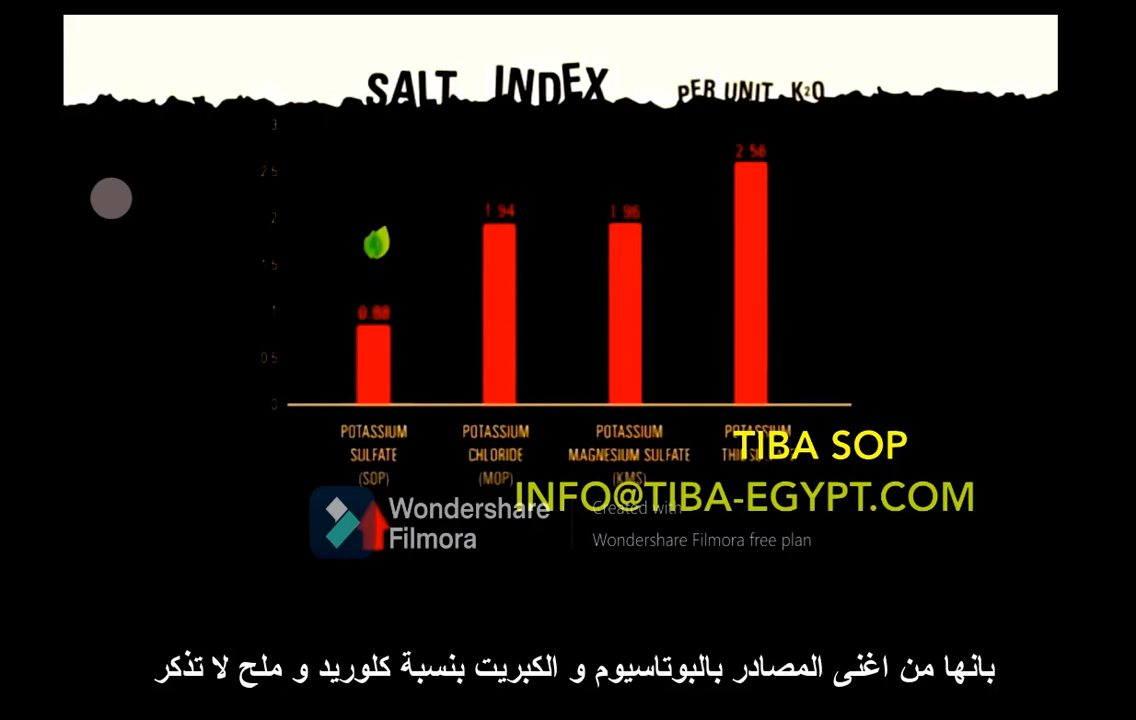 SALT INDEX PER UNIT K₂O
3
2.5
2
1.5
1
0.5
0
0.88
1.94
1.96
2.56
POTASSIUM
SULFATE
(SOP)
POTASSIUM
CHLORIDE
(MOP)
POTASSIUM
MAGNESIUM SULFATE
(KMS)
POTASSIUM
TIBA SOP
INFO@TIBA-EGYPT.COM
Wondershare
Filmora
Created with
Wondershare Filmora free plan
بانها من اغنى المصادر بالبوتاسيوم و الكبريت بنسبة كلوريد و ملح لا تذكر